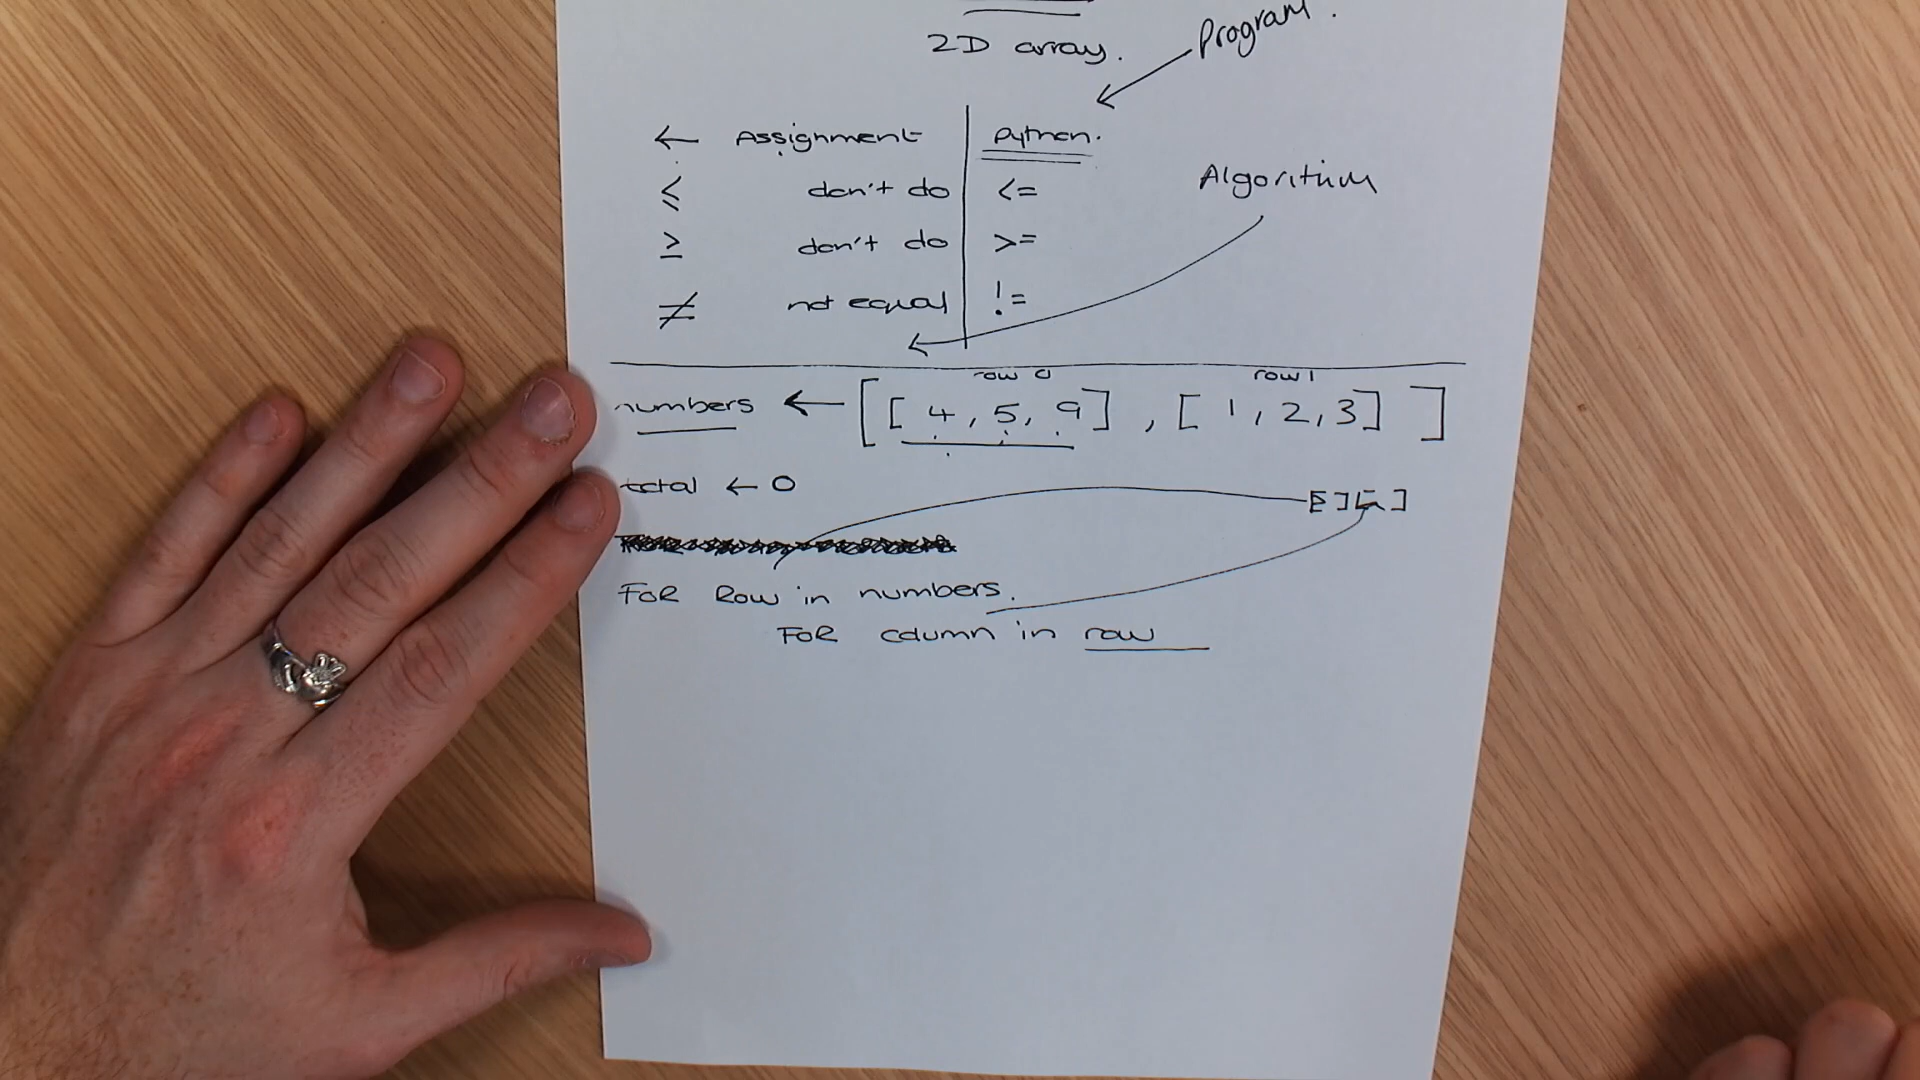 2D array.
Program.
← Assignment Python.
≤ don't do <=
≥ don't do >=
≠ not equal !=
Algorithm
row 0 row 1
numbers ← [[4, 5, 9], [1, 2, 3]]
total ← 0
[ ][ ]
FOR Row in numbers.
FOR column in row